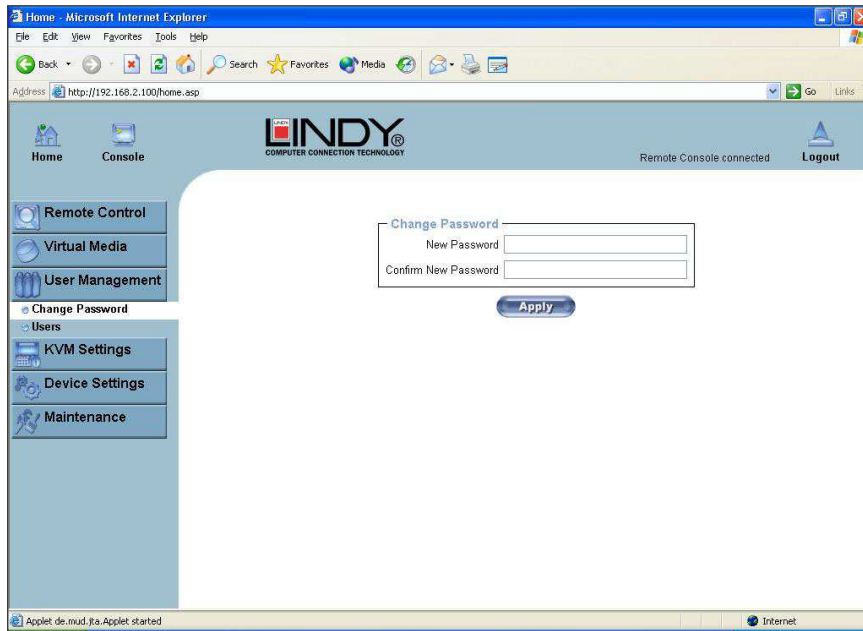 Home - Microsoft Internet Explorer
File Edit View Favorites Tools Help
Back Search Favorites Media
Address http://192.168.2.100/home.asp Go Links
Home Console
LINDY
LINDY®
COMPUTER CONNECTION TECHNOLOGY
Remote Console connected
Logout
Remote Control
Virtual Media
User Management
Change Password
Users
KVM Settings
Device Settings
Maintenance
Change Password
New Password
Confirm New Password
Apply
Applet de.mud.jta.Applet started
Internet